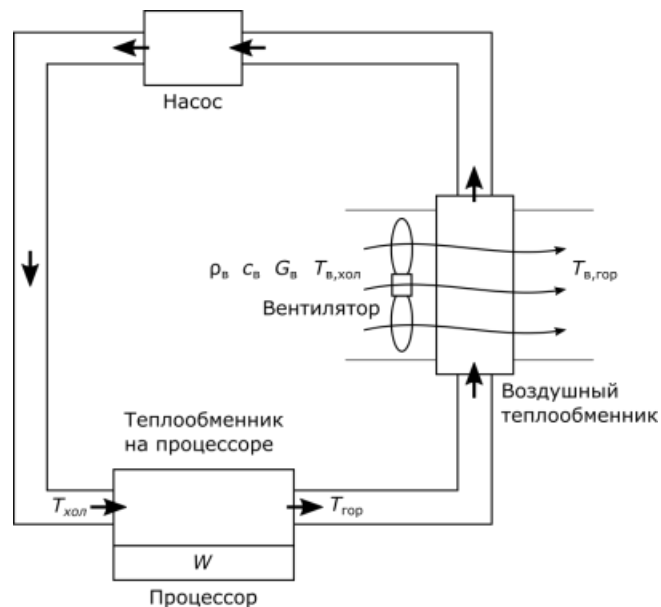 Насос
ρв cв Gв Tв,хол
Tв,гор
Вентилятор
Воздушный
теплообменник
Теплообменник
на процессоре
Tхол
Tгор
W
Процессор